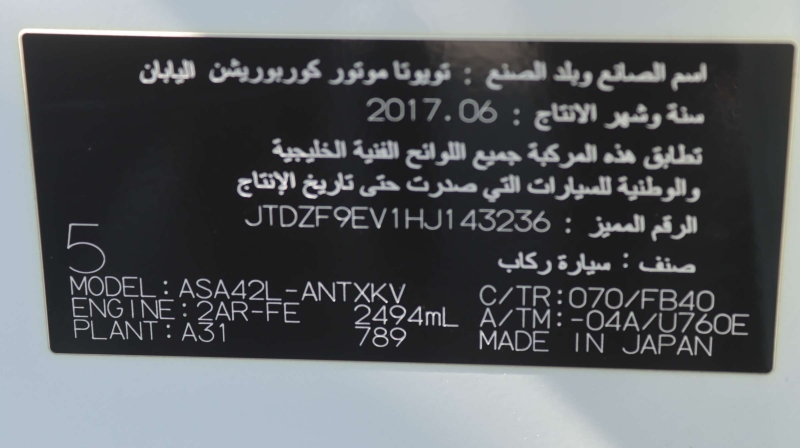 اسم الصانع وبلد الصنع : تويوتا موتور كوربوريشن اليابان
سنة وشهر الانتاج : 2017.06
تطابق هذه المركبة جميع اللوائح الفنية الخليجية
والوطنية للسيارات التي صدرت حتى تاريخ الإنتاج
الرقم المميز : JTDZF9EV1HJ143236
صنف : سيارة ركاب
5
MODEL: ASA42L-ANTXKV C/TR: 070/FB40
ENGINE: 2AR-FE 2494mL A/TM: -04A/U760E
PLANT: A31 789 MADE IN JAPAN